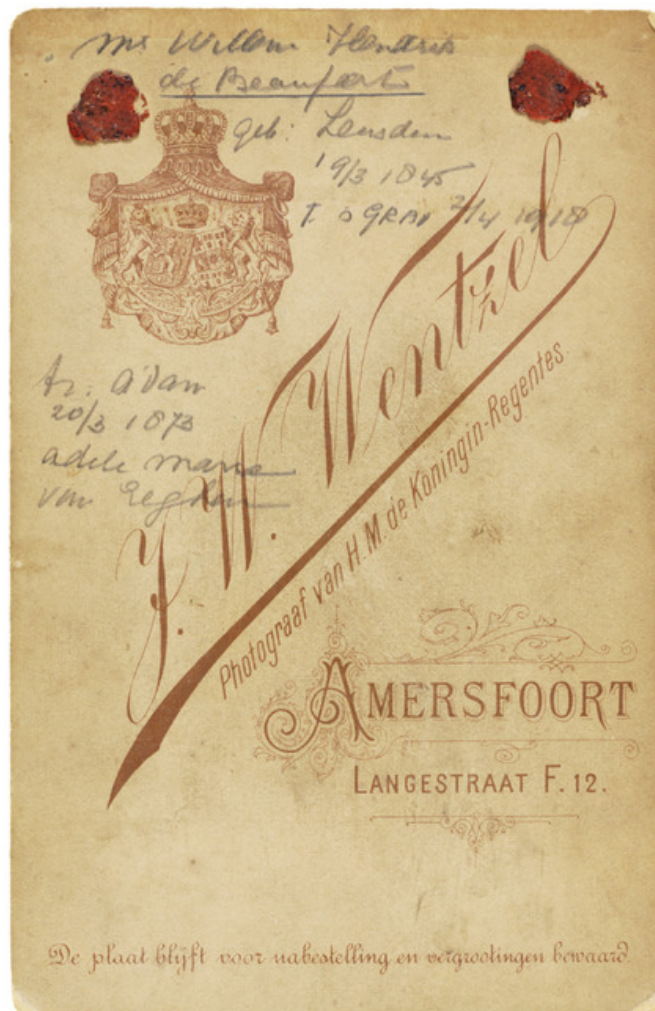 Mr Willem Hendrik
de Beaufort
geb: Leusden
19/3 1845
T. s GRAV 2/4 1918
tr. A'dam
20/3 1873
adele marie
van Eeghen
J. W. Wentzel
Photograaf van H.M. de Koningin-Regentes.
AMERSFOORT
LANGESTRAAT F. 12.
De plaat blijft voor nabestelling en vergrootingen bewaard.